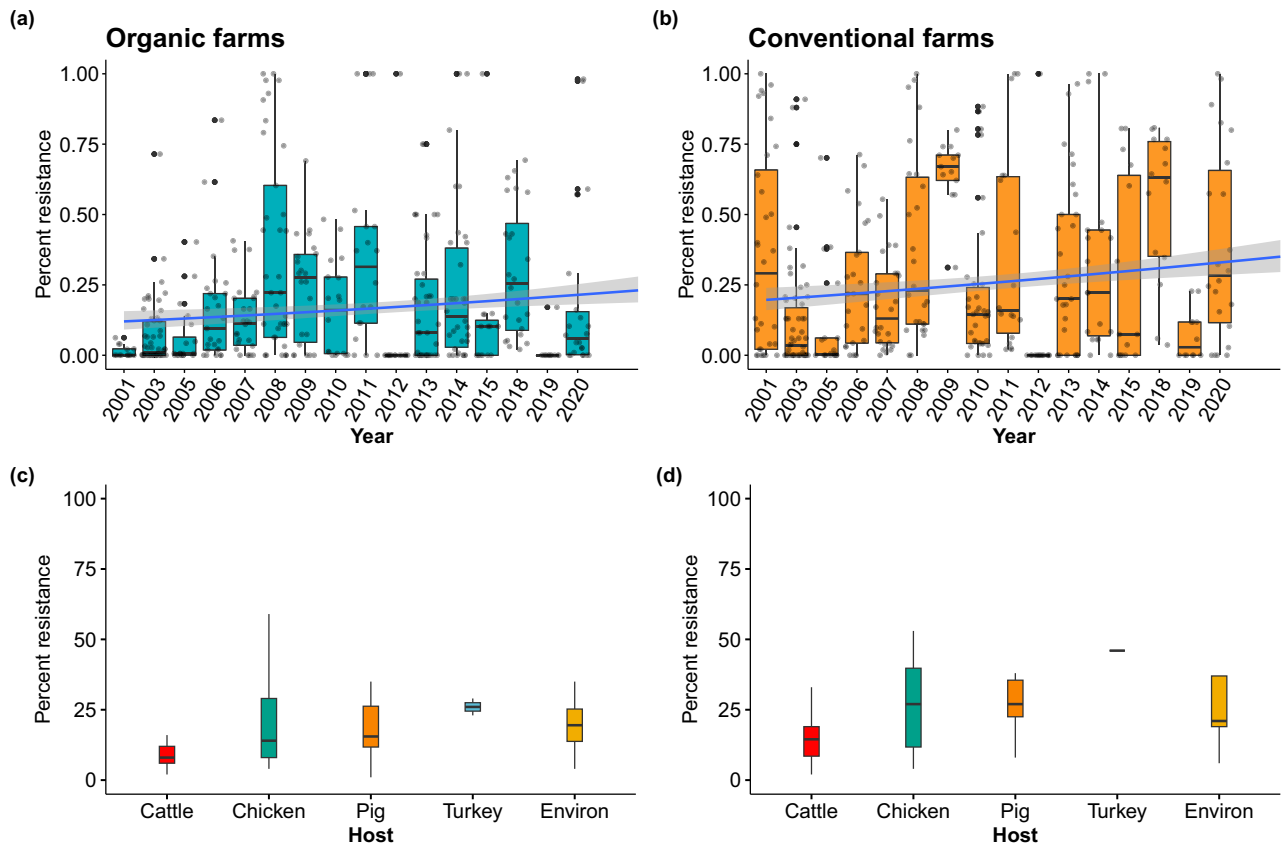 (a)
Organic farms
Percent resistance
1.00
0.75
0.50
0.25
0.00
2001 2003 2005 2006 2007 2008 2009 2010 2011 2012 2013 2014 2015 2018 2019 2020
Year
(b)
Conventional farms
Percent resistance
1.00
0.75
0.50
0.25
0.00
2001 2003 2005 2006 2007 2008 2009 2010 2011 2012 2013 2014 2015 2018 2019 2020
Year
(c)
Percent resistance
100
75
50
25
0
Cattle Chicken Pig Turkey Environ
Host
(d)
Percent resistance
100
75
50
25
0
Cattle Chicken Pig Turkey Environ
Host